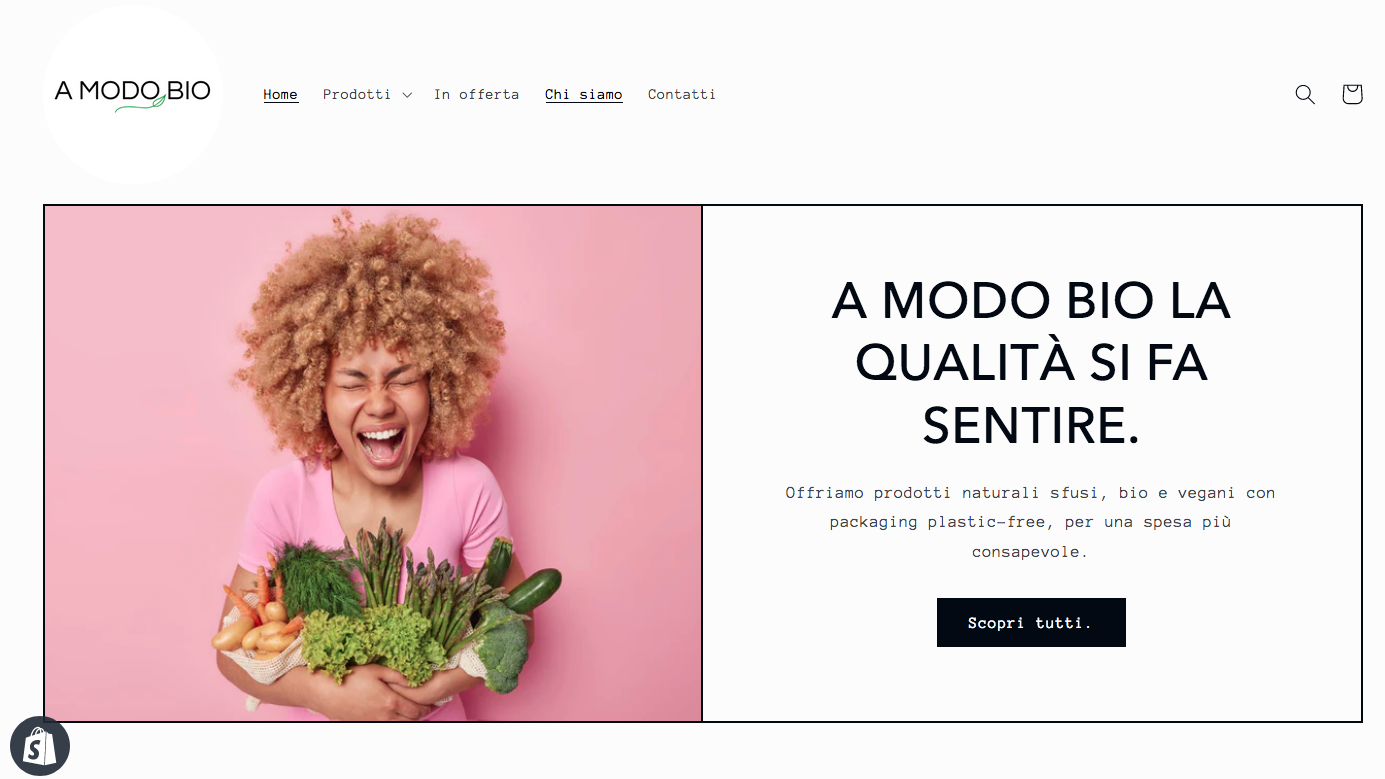 A MODO BIO
Home Prodotti In offerta Chi siamo Contatti
A MODO BIO LA
QUALITÀ SI FA
SENTIRE.
Offriamo prodotti naturali sfusi, bio e vegani con
packaging plastic-free, per una spesa più
consapevole.
Scopri tutti.
S